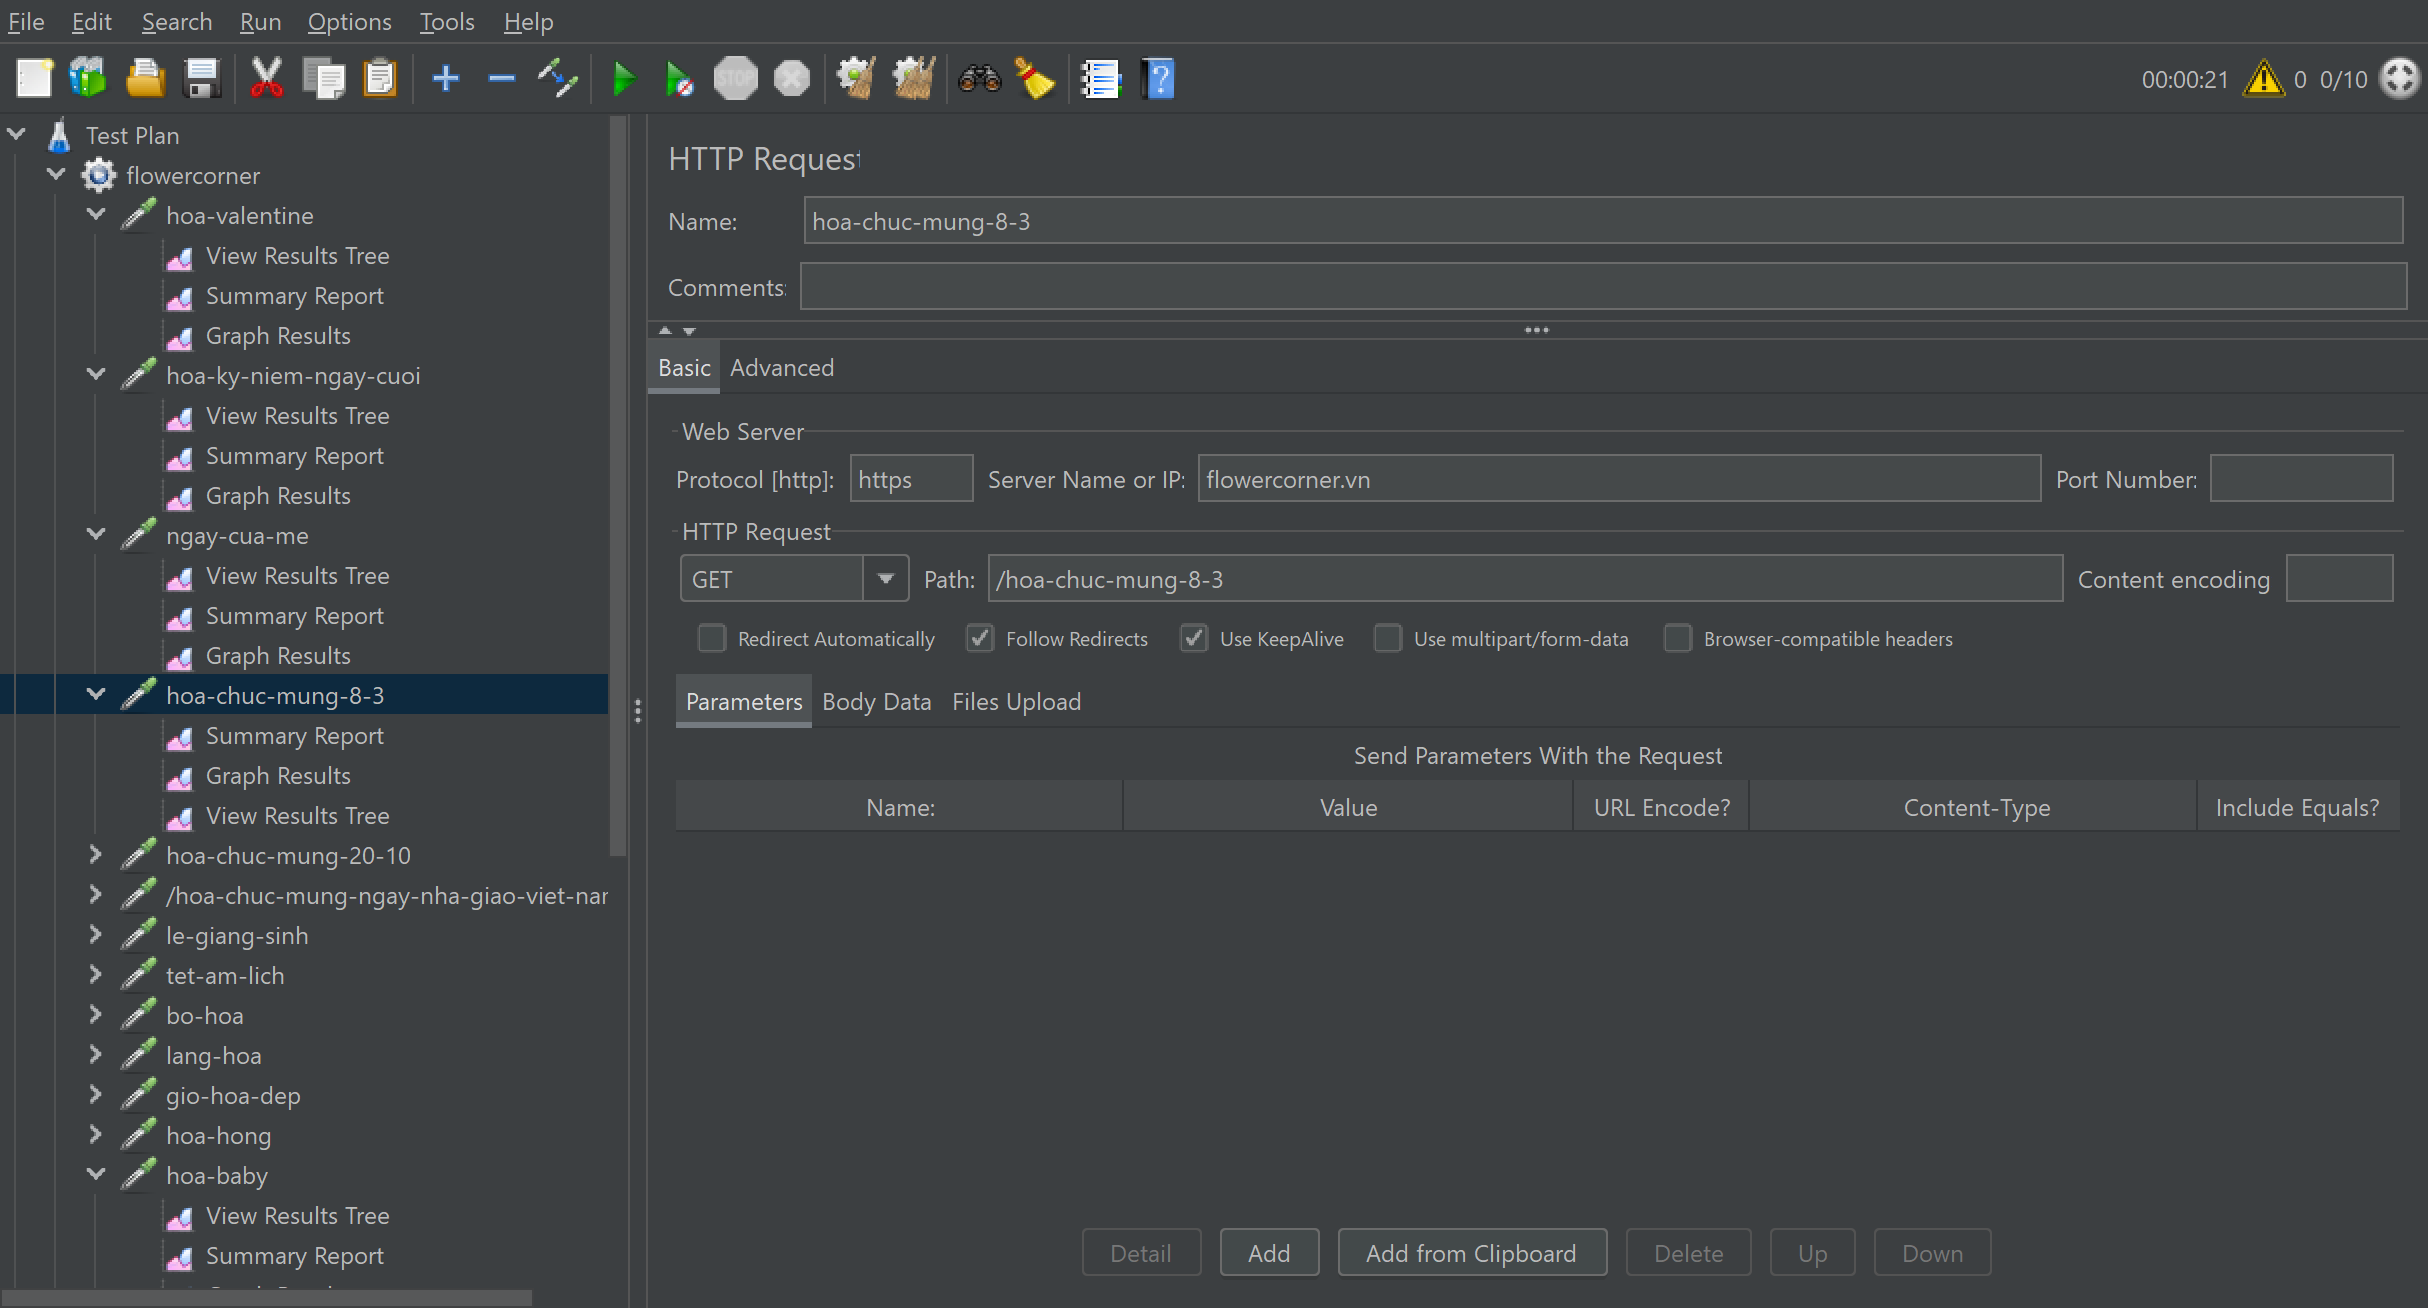 File Edit Search Run Options Tools Help
STOP
00:00:21 0 0/10
Test Plan
flowercorner
hoa-valentine
View Results Tree
Summary Report
Graph Results
hoa-ky-niem-ngay-cuoi
View Results Tree
Summary Report
Graph Results
ngay-cua-me
View Results Tree
Summary Report
Graph Results
hoa-chuc-mung-8-3
Summary Report
Graph Results
View Results Tree
hoa-chuc-mung-20-10
/hoa-chuc-mung-ngay-nha-giao-viet-nar
le-giang-sinh
tet-am-lich
bo-hoa
lang-hoa
gio-hoa-dep
hoa-hong
hoa-baby
View Results Tree
Summary Report
HTTP Request
Name: hoa-chuc-mung-8-3
Comments:
Basic Advanced
Web Server
Protocol [http]: https Server Name or IP: flowercorner.vn Port Number:
HTTP Request
GET Path: /hoa-chuc-mung-8-3 Content encoding
Redirect Automatically Follow Redirects Use KeepAlive Use multipart/form-data Browser-compatible headers
Parameters Body Data Files Upload
Send Parameters With the Request
Name: Value URL Encode? Content-Type Include Equals?
Detail Add Add from Clipboard Delete Up Down